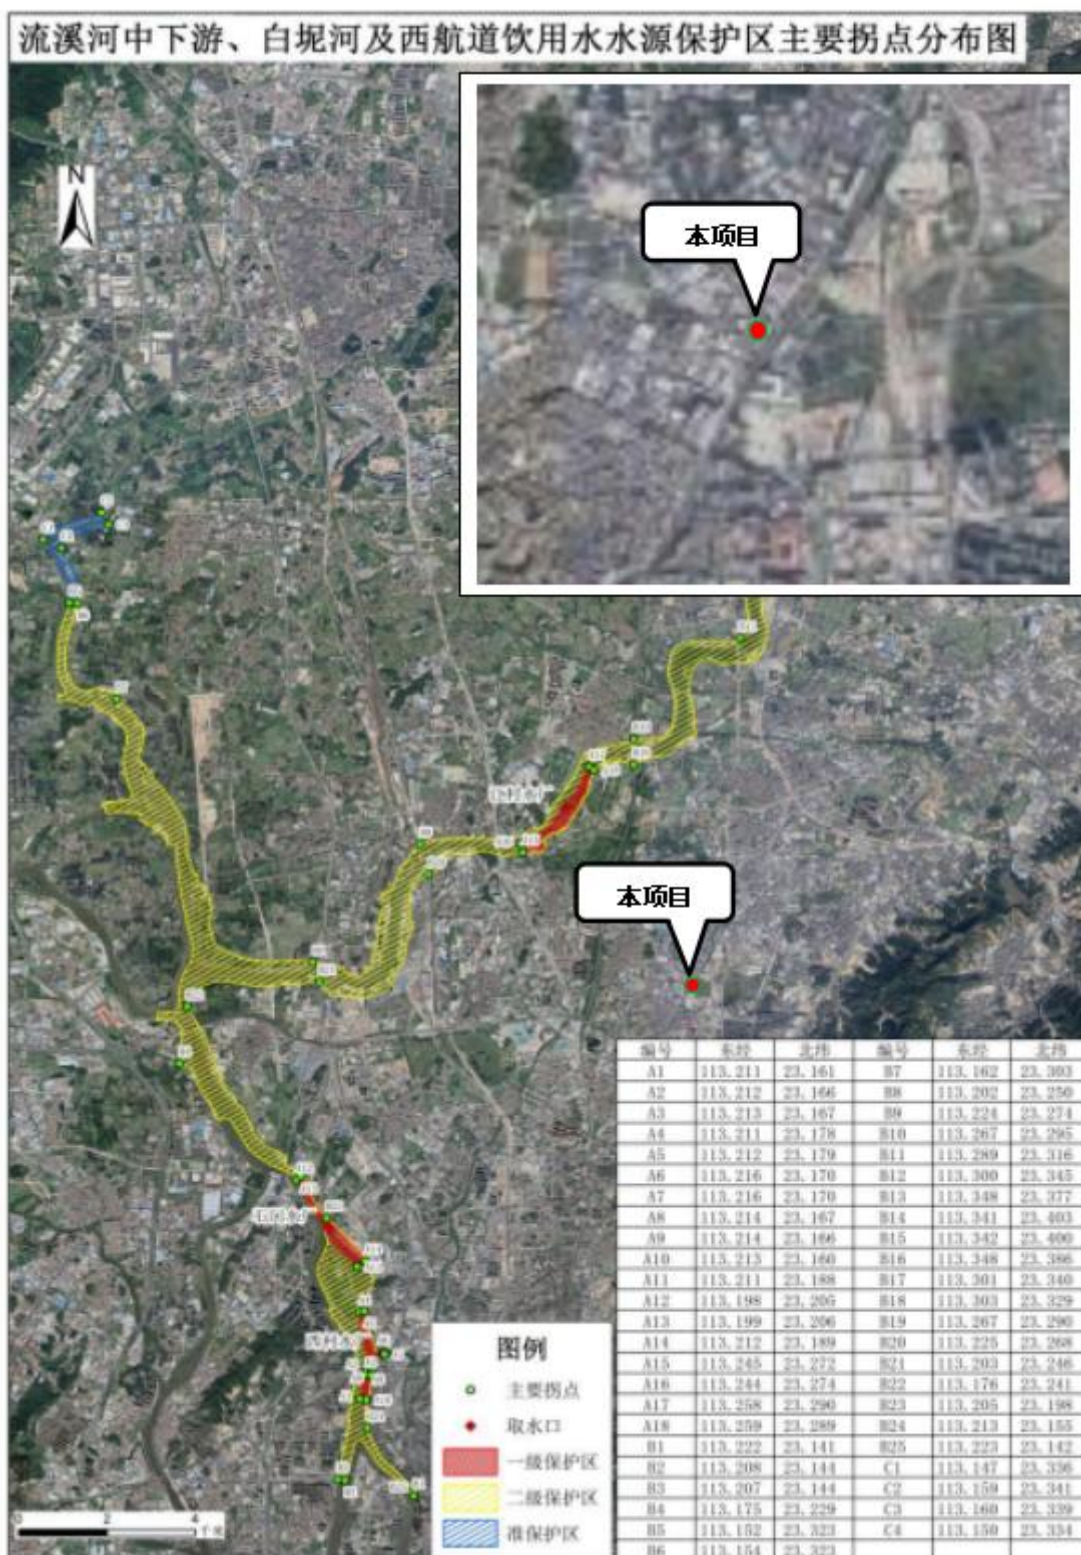 流溪河中下游、白坭河及西航道饮用水水源保护区主要拐点分布图
N
本项目
本项目
编号 东经 北纬 编号 东经 北纬
A1 113.211 23.161 B7 113.162 23.303
A2 113.212 23.166 B8 113.202 23.250
A3 113.213 23.167 B9 113.224 23.274
A4 113.211 23.178 B10 113.267 23.295
A5 113.212 23.179 B11 113.289 23.316
A6 113.216 23.170 B12 113.300 23.345
A7 113.216 23.170 B13 113.348 23.377
A8 113.214 23.167 B14 113.341 23.403
A9 113.214 23.166 B15 113.342 23.400
A10 113.213 23.160 B16 113.348 23.386
A11 113.211 23.188 B17 113.301 23.340
A12 113.198 23.205 B18 113.303 23.329
A13 113.199 23.206 B19 113.267 23.290
A14 113.212 23.189 B20 113.225 23.268
A15 113.245 23.272 B21 113.203 23.246
A16 113.244 23.274 B22 113.176 23.241
A17 113.258 23.290 B23 113.205 23.198
A18 113.259 23.289 B24 113.213 23.155
B1 113.222 23.141 B25 113.223 23.142
B2 113.208 23.144 C1 113.147 23.336
B3 113.207 23.144 C2 113.159 23.341
B4 113.175 23.229 C3 113.160 23.339
B5 113.152 23.323 C4 113.150 23.334
B6 113.154 23.323
图例
主要拐点
取水口
一级保护区
二级保护区
准保护区
0 2 4
千米